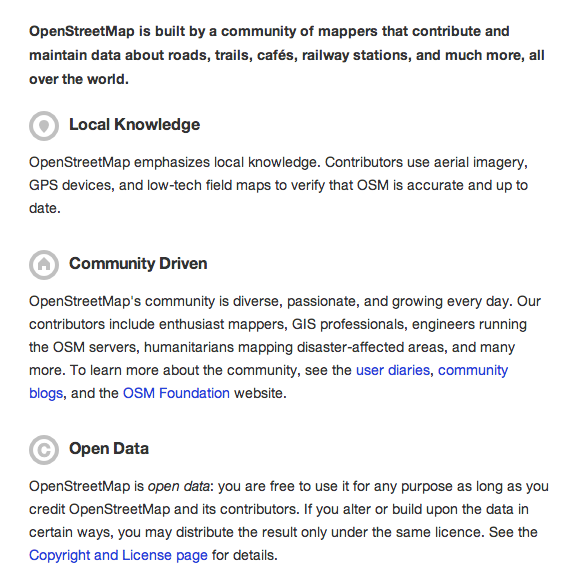 OpenStreetMap is built by a community of mappers that contribute and
maintain data about roads, trails, cafés, railway stations, and much more, all
over the world.
Local Knowledge
OpenStreetMap emphasizes local knowledge. Contributors use aerial imagery,
GPS devices, and low-tech field maps to verify that OSM is accurate and up to
date.
Community Driven
OpenStreetMap's community is diverse, passionate, and growing every day. Our
contributors include enthusiast mappers, GIS professionals, engineers running
the OSM servers, humanitarians mapping disaster-affected areas, and many
more. To learn more about the community, see the user diaries, community
blogs, and the OSM Foundation website.
C Open Data
OpenStreetMap is open data: you are free to use it for any purpose as long as you
credit OpenStreetMap and its contributors. If you alter or build upon the data in
certain ways, you may distribute the result only under the same licence. See the
Copyright and License page for details.